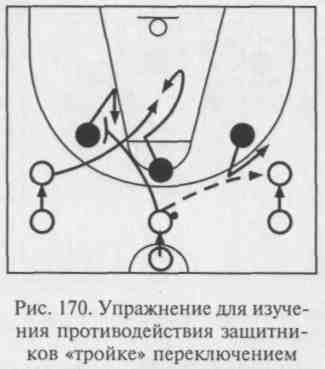 Рис. 170. Упражнение для изуче-
ния противодействия защитни-
ков «тройке» переключением